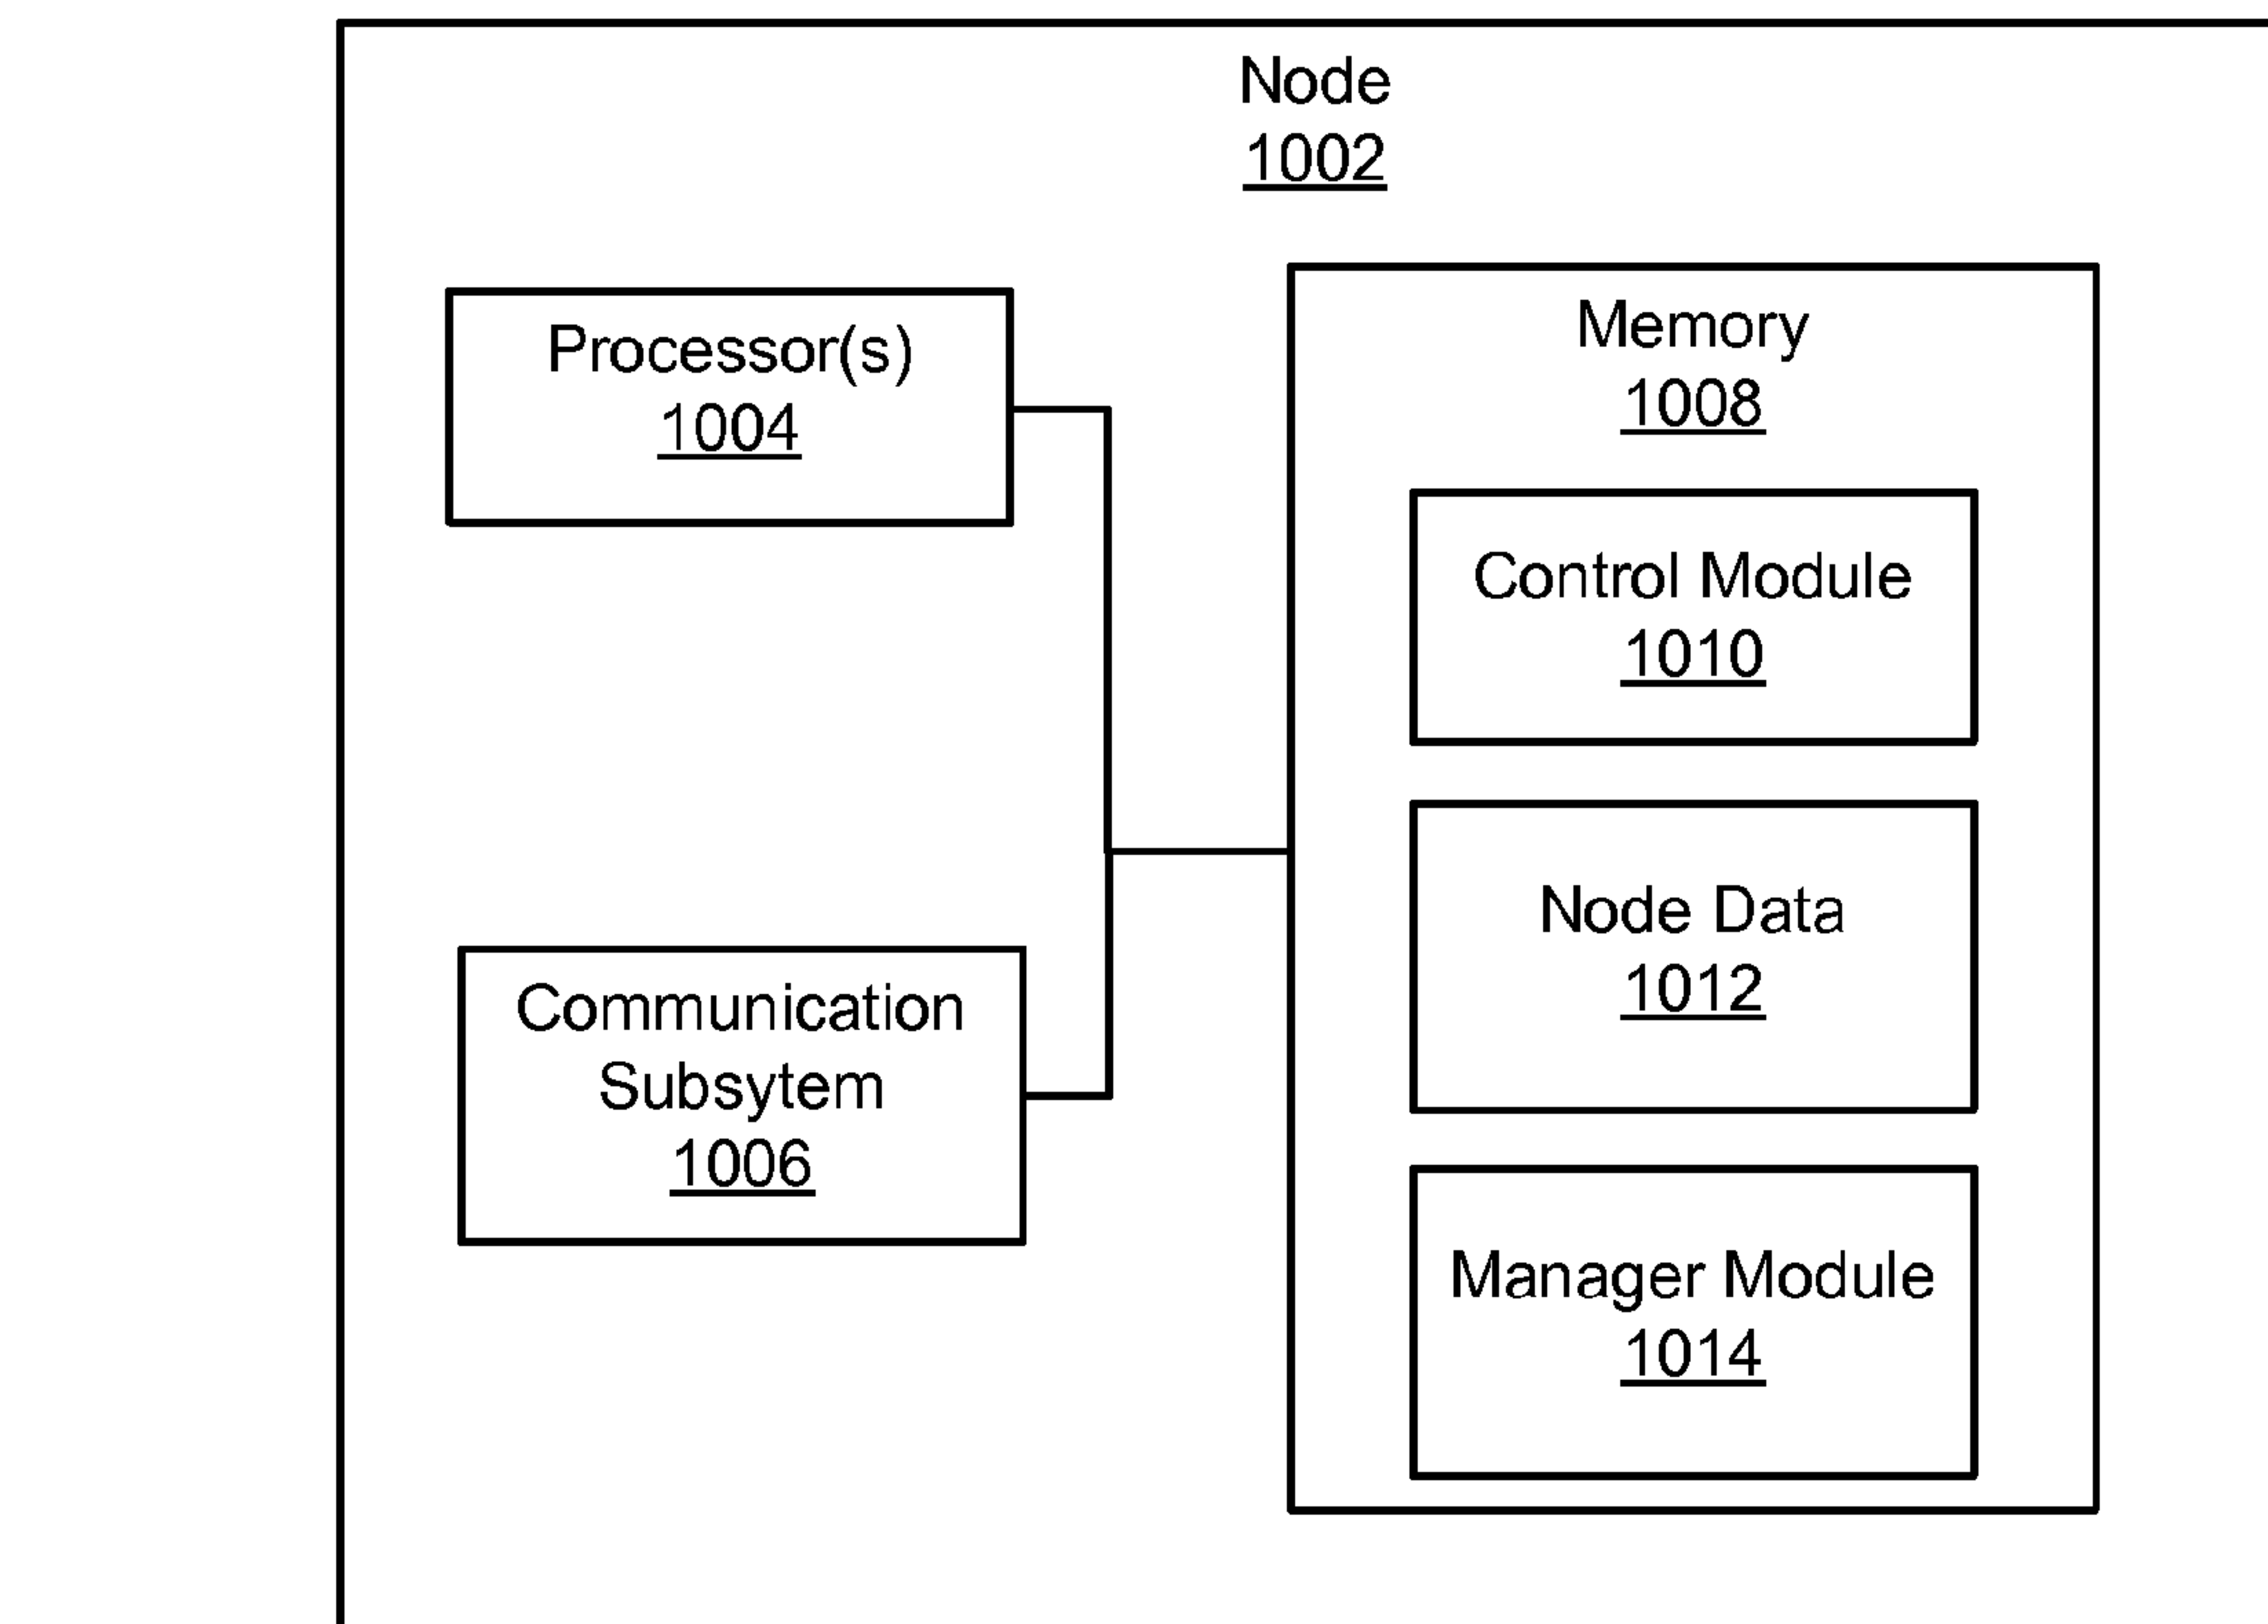 Node
1002
Processor(s)
1004
Communication
Subsytem
1006
Memory
1008
Control Module
1010
Node Data
1012
Manager Module
1014